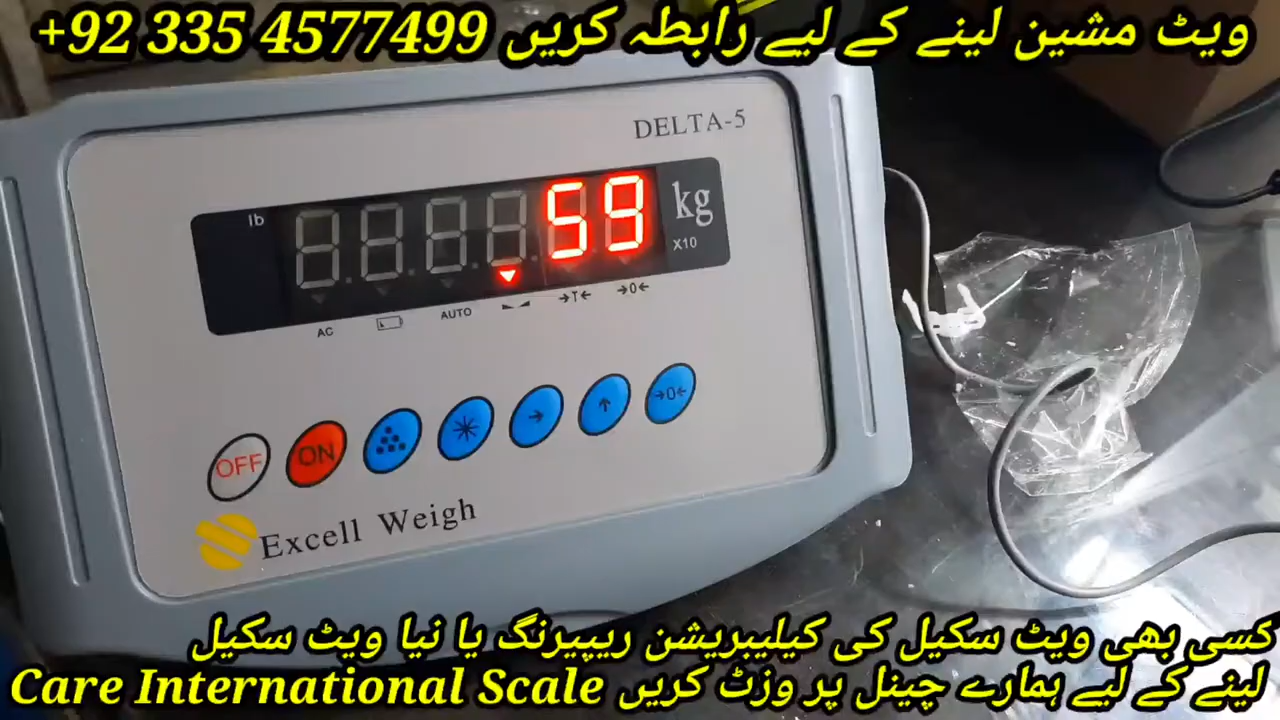 ویٹ مشین لینے کے لیے رابطہ کریں +92 335 4577499
DELTA-5
lb
59
kg
X10
AC
AUTO
→T←
→0←
OFF
ON
→0←
Excell Weigh
کسی بھی ویٹ سکیل کی کیلیبریشن ریپیرنگ یا نیا ویٹ سکیل
لینے کے لیے ہمارے چینل پر وزٹ کریں Care International Scale